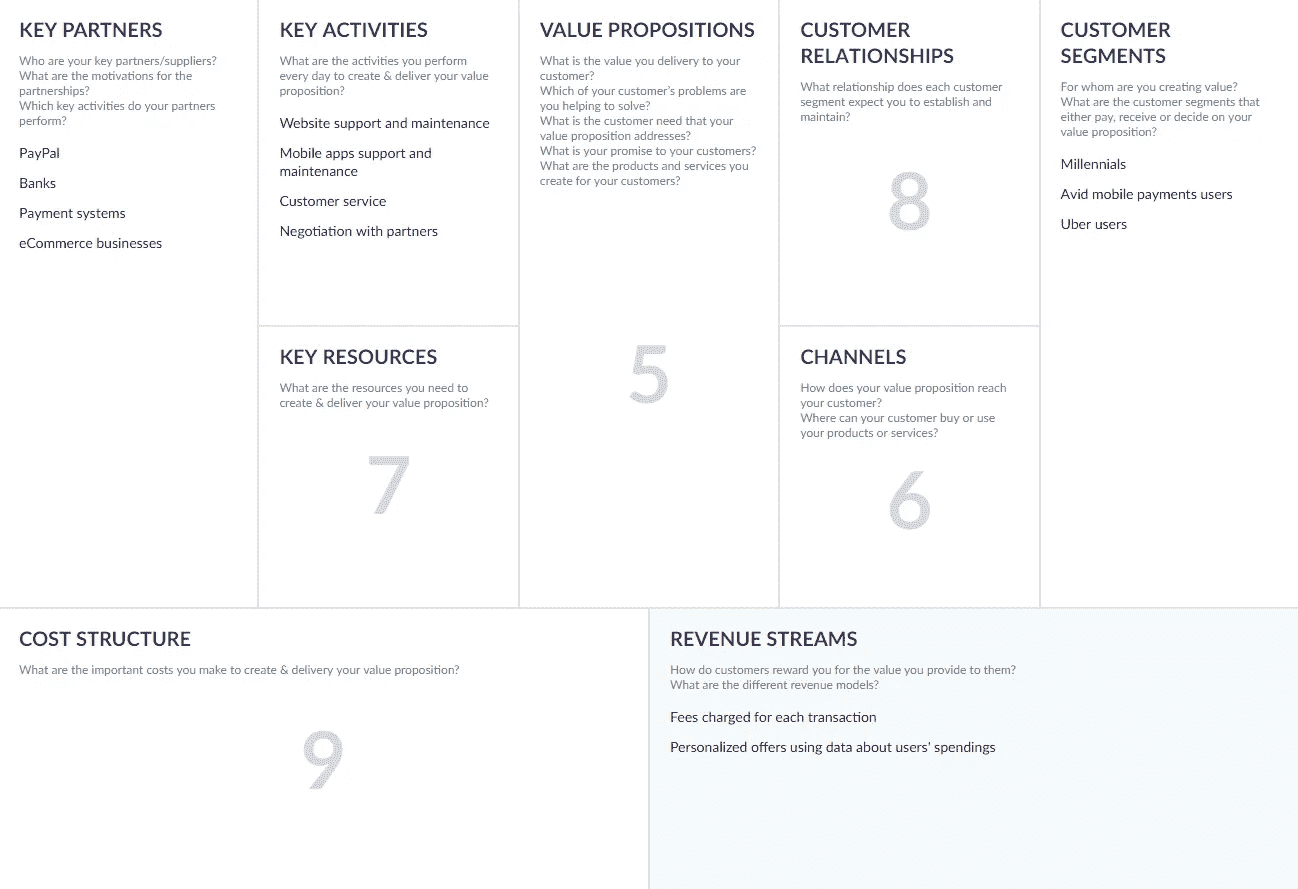 KEY PARTNERS
Who are your key partners/suppliers?
What are the motivations for the
partnerships?
Which key activities do your partners
perform?
PayPal
Banks
Payment systems
eCommerce businesses
KEY ACTIVITIES
What are the activities you perform
every day to create & deliver your value
proposition?
Website support and maintenance
Mobile apps support and
maintenance
Customer service
Negotiation with partners
KEY RESOURCES
What are the resources you need to
create & deliver your value proposition?
7
VALUE PROPOSITIONS
What is the value you delivery to your
customer?
Which of your customer's problems are
you helping to solve?
What is the customer need that your
value proposition addresses?
What is your promise to your customers?
What are the products and services you
create for your customers?
5
CUSTOMER
RELATIONSHIPS
What relationship does each customer
segment expect you to establish and
maintain?
8
CHANNELS
How does your value proposition reach
your customer?
Where can your customer buy or use
your products or services?
6
CUSTOMER
SEGMENTS
For whom are you creating value?
What are the customer segments that
either pay, receive or decide on your
value proposition?
Millennials
Avid mobile payments users
Uber users
COST STRUCTURE
What are the important costs you make to create & delivery your value proposition?
9
REVENUE STREAMS
How do customers reward you for the value you provide to them?
What are the different revenue models?
Fees charged for each transaction
Personalized offers using data about users' spendings